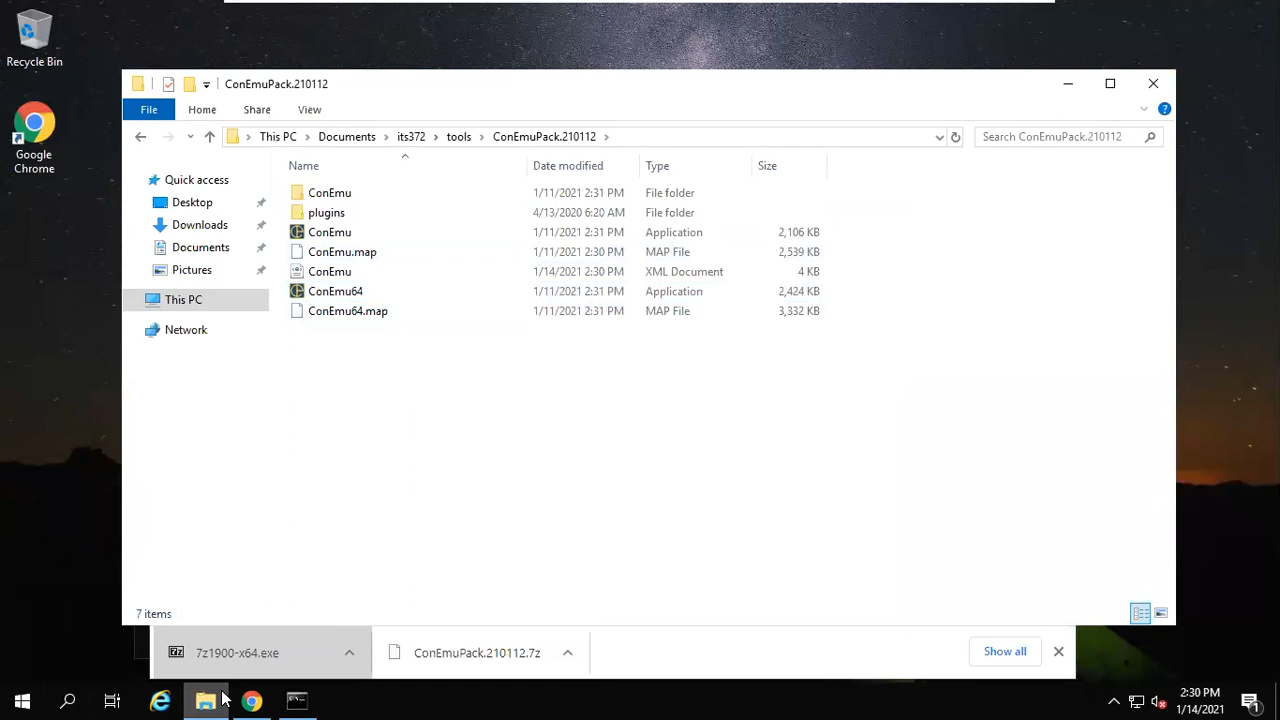 Recycle Bin
Google
Chrome
ConEmuPack.210112
File Home Share View
This PC Documents its372 tools ConEmuPack.210112
Search ConEmuPack.210112
Name Date modified Type Size
Quick access
Desktop
Downloads
Documents
Pictures
This PC
Network
ConEmu 1/11/2021 2:31 PM File folder
plugins 4/13/2020 6:20 AM File folder
ConEmu 1/11/2021 2:31 PM Application 2,106 KB
ConEmu.map 1/11/2021 2:30 PM MAP File 2,539 KB
ConEmu 1/14/2021 2:30 PM XML Document 4 KB
ConEmu64 1/11/2021 2:31 PM Application 2,424 KB
ConEmu64.map 1/11/2021 2:31 PM MAP File 3,332 KB
7 items
7z1900-x64.exe ConEmuPack.210112.7z Show all
2:30 PM
1/14/2021
1